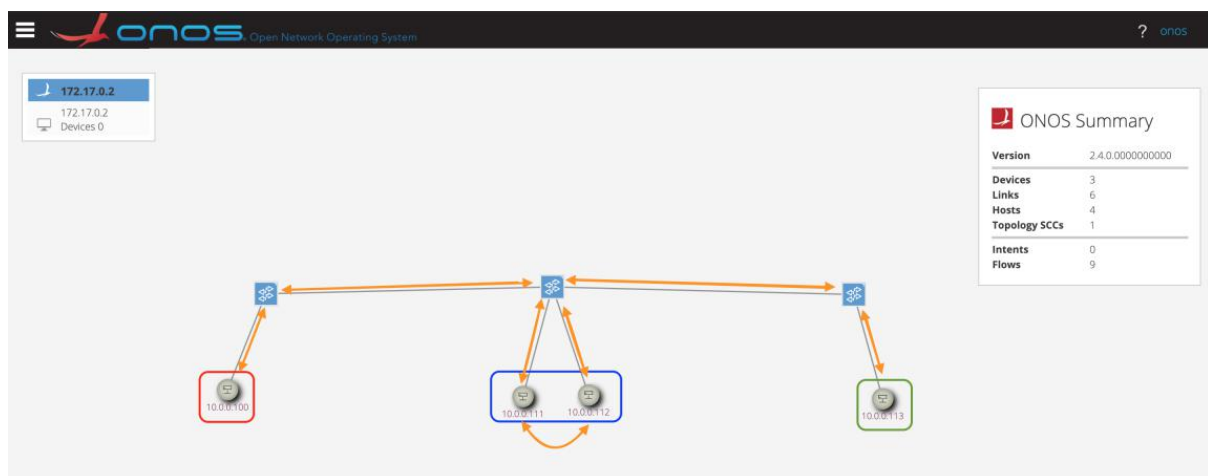 onos Open Network Operating System
? onos
172.17.0.2
172.17.0.2
Devices 0
ONOS Summary
Version 2.4.0.0000000000
Devices 3
Links 6
Hosts 4
Topology SCCs 1
Intents 0
Flows 9
10.0.0.100
10.0.0.111
10.0.0.112
10.0.0.113